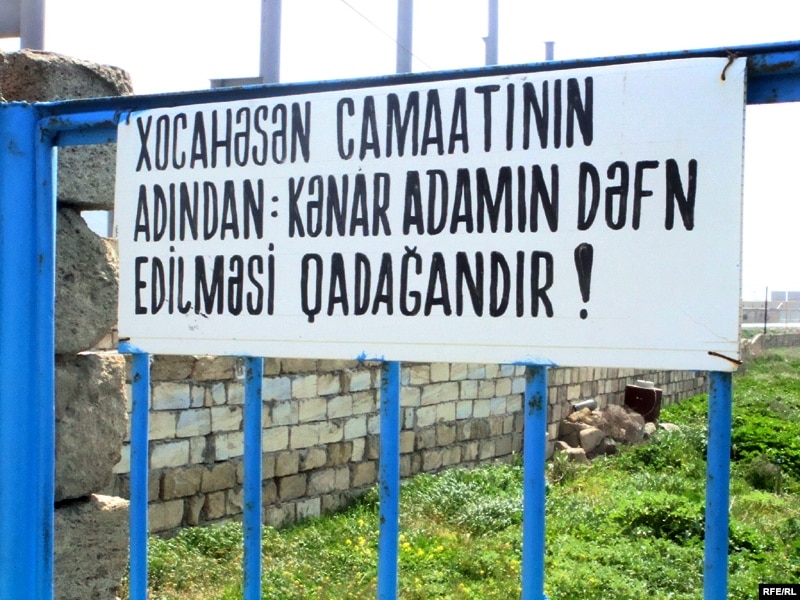 XOCAHƏSƏN CAMAATININ
ADINDAN: KƏNAR ADAMIN DƏFN
EDİLMƏSİ QADAĞANDIR!
RFE/RL